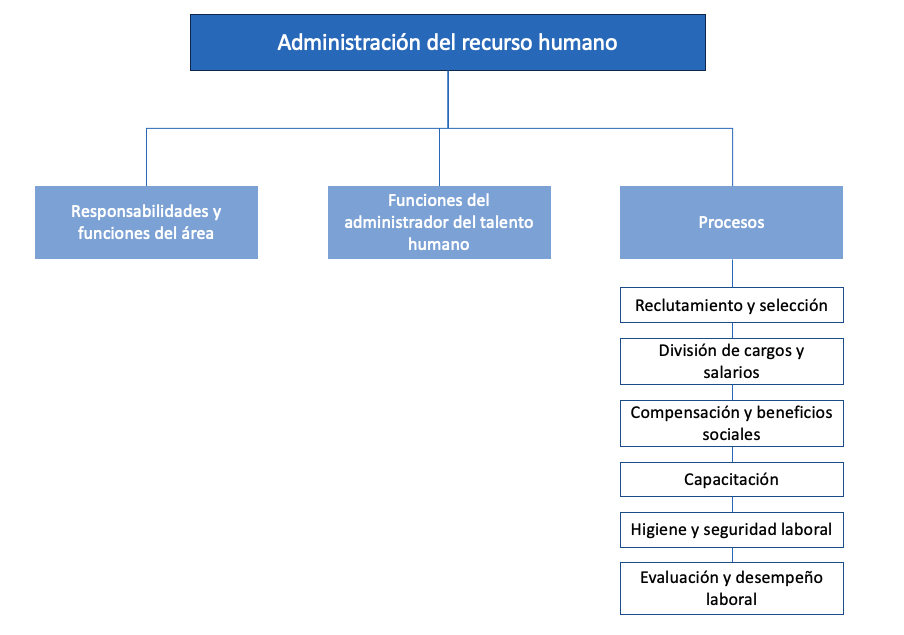 Administración del recurso humano
Responsabilidades y
funciones del área
Funciones del
administrador del talento
humano
Procesos
Reclutamiento y selección
División de cargos y
salarios
Compensación y beneficios
sociales
Capacitación
Higiene y seguridad laboral
Evaluación y desempeño
laboral